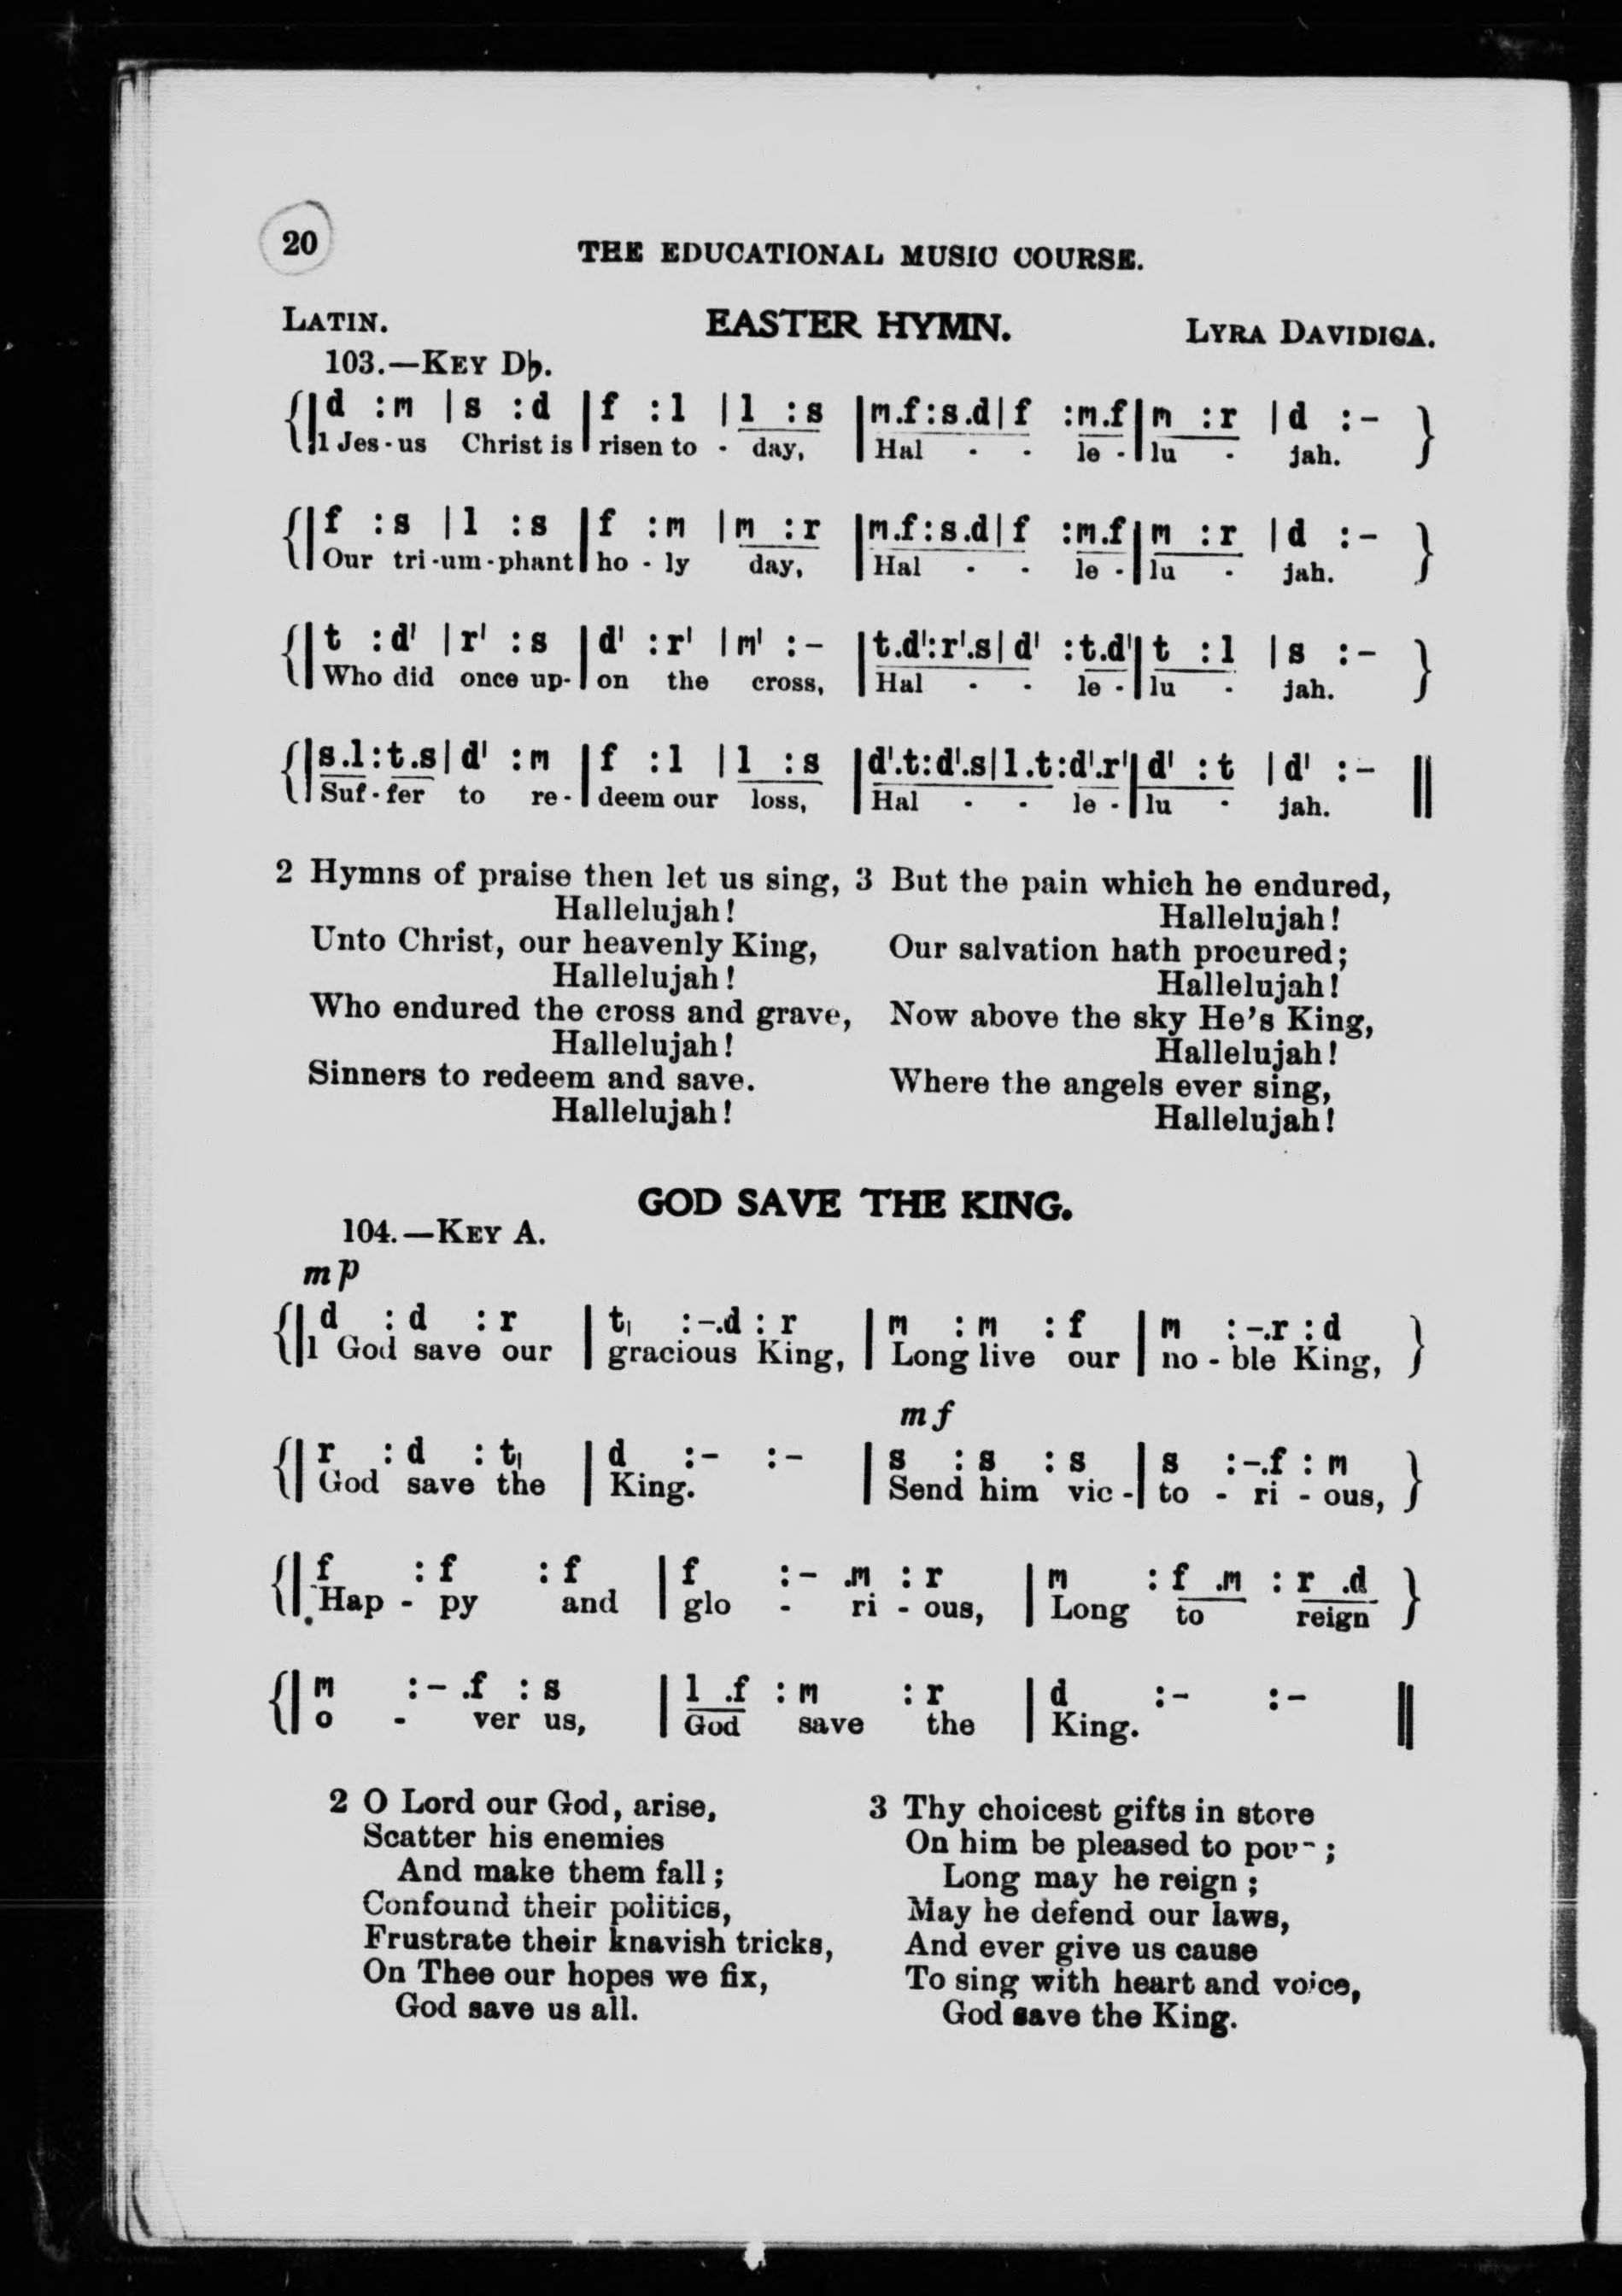 20
THE EDUCATIONAL MUSIC COURSE.
LATIN. EASTER HYMN. LYRA DAVIDICA.
103.—KEY D♭.
{|d :m |s :d |f :l |l :s |m.f:s.d|f :m.f|m :r |d :- }
1 Jes-us Christ is risen to - day, Hal - - le - lu - jah.
{|f :s |l :s |f :m |m :r |m.f:s.d|f :m.f|m :r |d :- }
Our tri-um-phant ho - ly day, Hal - - le - lu - jah.
{|t :d' |r' :s |d' :r' |m' :- |t.d':r'.s|d' :t.d'|t :l |s :- }
Who did once up- on the cross, Hal - - le - lu - jah.
{|s.l:t.s|d' :m |f :l |l :s |d'.t:d'.s|l.t:d'.r'|d' :t |d' :- ||
Suf-fer to re- deem our loss, Hal - - le - lu - jah.
2 Hymns of praise then let us sing,
Hallelujah!
Unto Christ, our heavenly King,
Hallelujah!
Who endured the cross and grave,
Hallelujah!
Sinners to redeem and save.
Hallelujah!
3 But the pain which he endured,
Hallelujah!
Our salvation hath procured;
Hallelujah!
Now above the sky He's King,
Hallelujah!
Where the angels ever sing,
Hallelujah!
GOD SAVE THE KING.
104.—KEY A.
mp
{|d :d :r |t₁ :-.d :r |m :m :f |m :-.r :d }
1 God save our gracious King, Long live our no - ble King,
mf
{|r :d :t₁ |d :- :- |s :s :s |s :-.f :m }
God save the King. Send him vic - to - ri - ous,
{|f :f :f |f :- .m :r |m :f .m :r .d }
Hap - py and glo - ri - ous, Long to reign
{|m :- .f :s |l .f :m :r |d :- :- ||
o - ver us, God save the King.
2 O Lord our God, arise,
Scatter his enemies
And make them fall;
Confound their politics,
Frustrate their knavish tricks,
On Thee our hopes we fix,
God save us all.
3 Thy choicest gifts in store
On him be pleased to ;
Long may he reign;
May he defend our laws,
And ever give us cause
To sing with heart and voice,
God save the King.